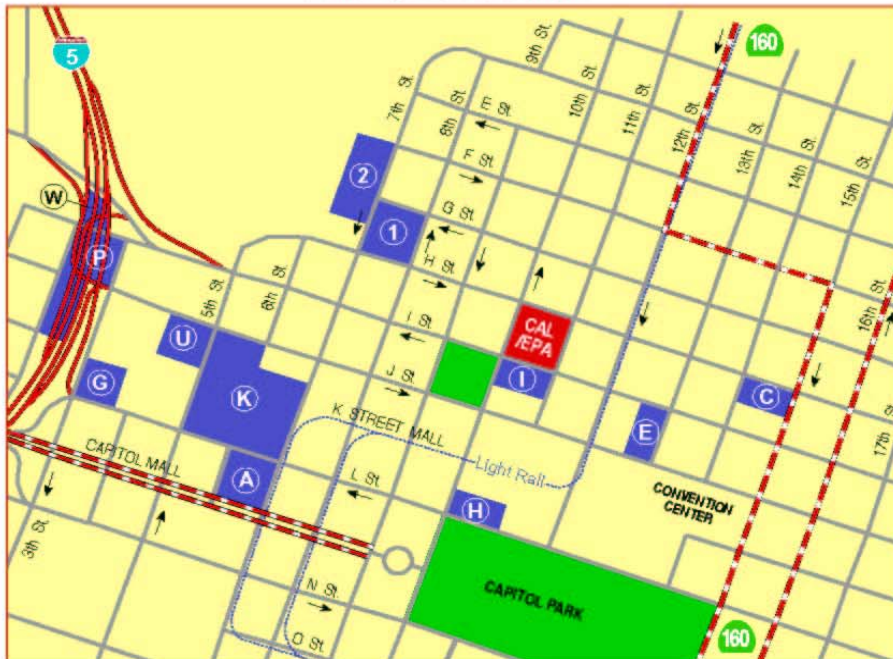 160
5
9th St.
7th St.
8th St.
E St.
10th St.
11th St.
12th St.
13th St.
14th St.
15th St.
F St.
2
W
G St.
1
P
H St.
5th St.
6th St.
I St.
CAL
/EPA
16th St.
U
J St.
I
G
K
C
K STREET MALL
E
17th St.
CAPITOL MALL
Light Rail
A
L St.
CONVENTION
CENTER
H
3th St.
N St.
CAPITOL PARK
O St.
160